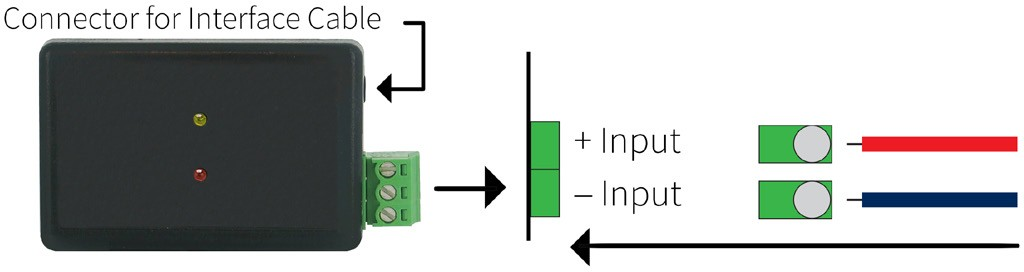 Connector for Interface Cable
+ Input
– Input